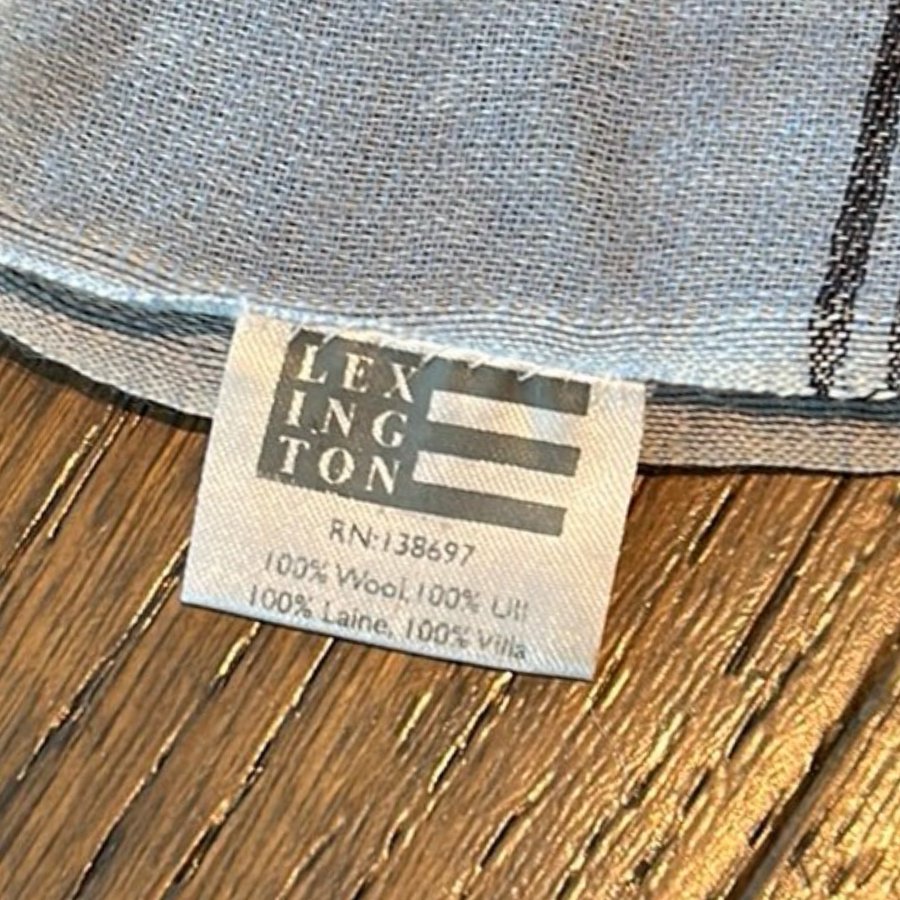 LEX
ING
TON
RN:138697
100% Wool, 100% Ull
100% Laine, 100% Villa